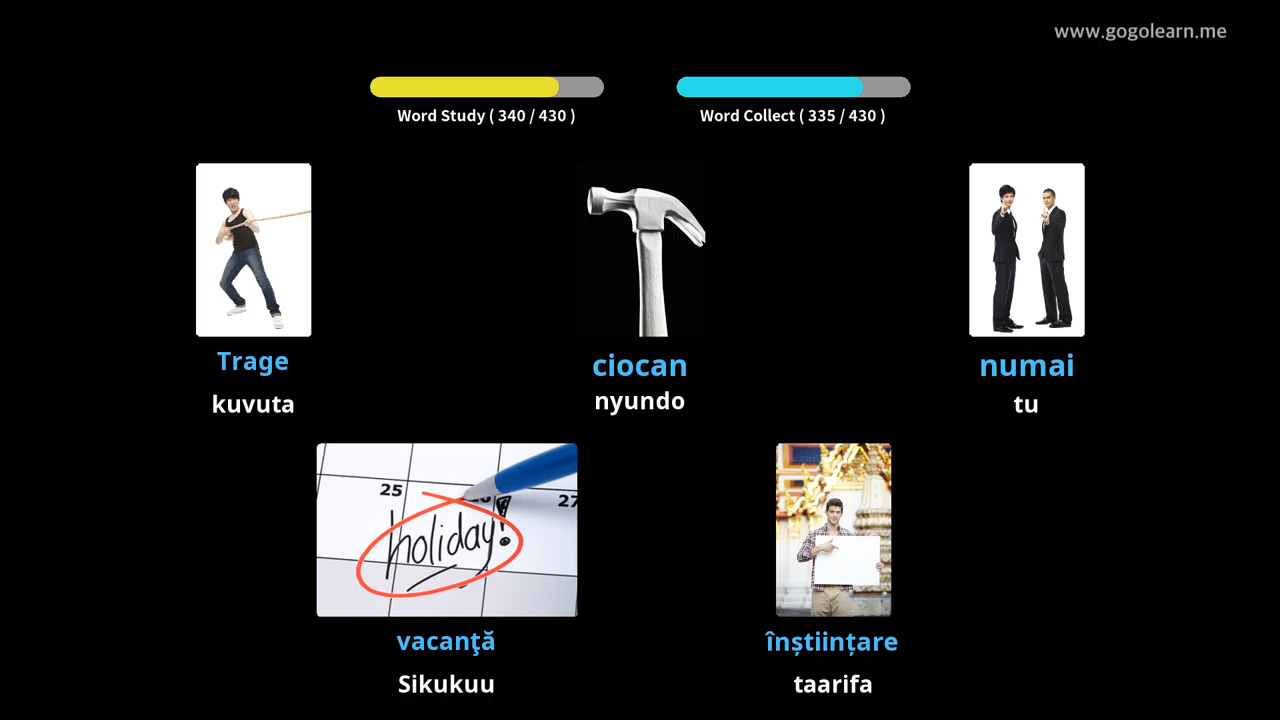 www.gogolearn.me
Word Study ( 340 / 430 )
Word Collect ( 335 / 430 )
Trage
kuvuta
ciocan
nyundo
numai
tu
25
27
holiday!
vacanţă
Sikukuu
înștiințare
taarifa